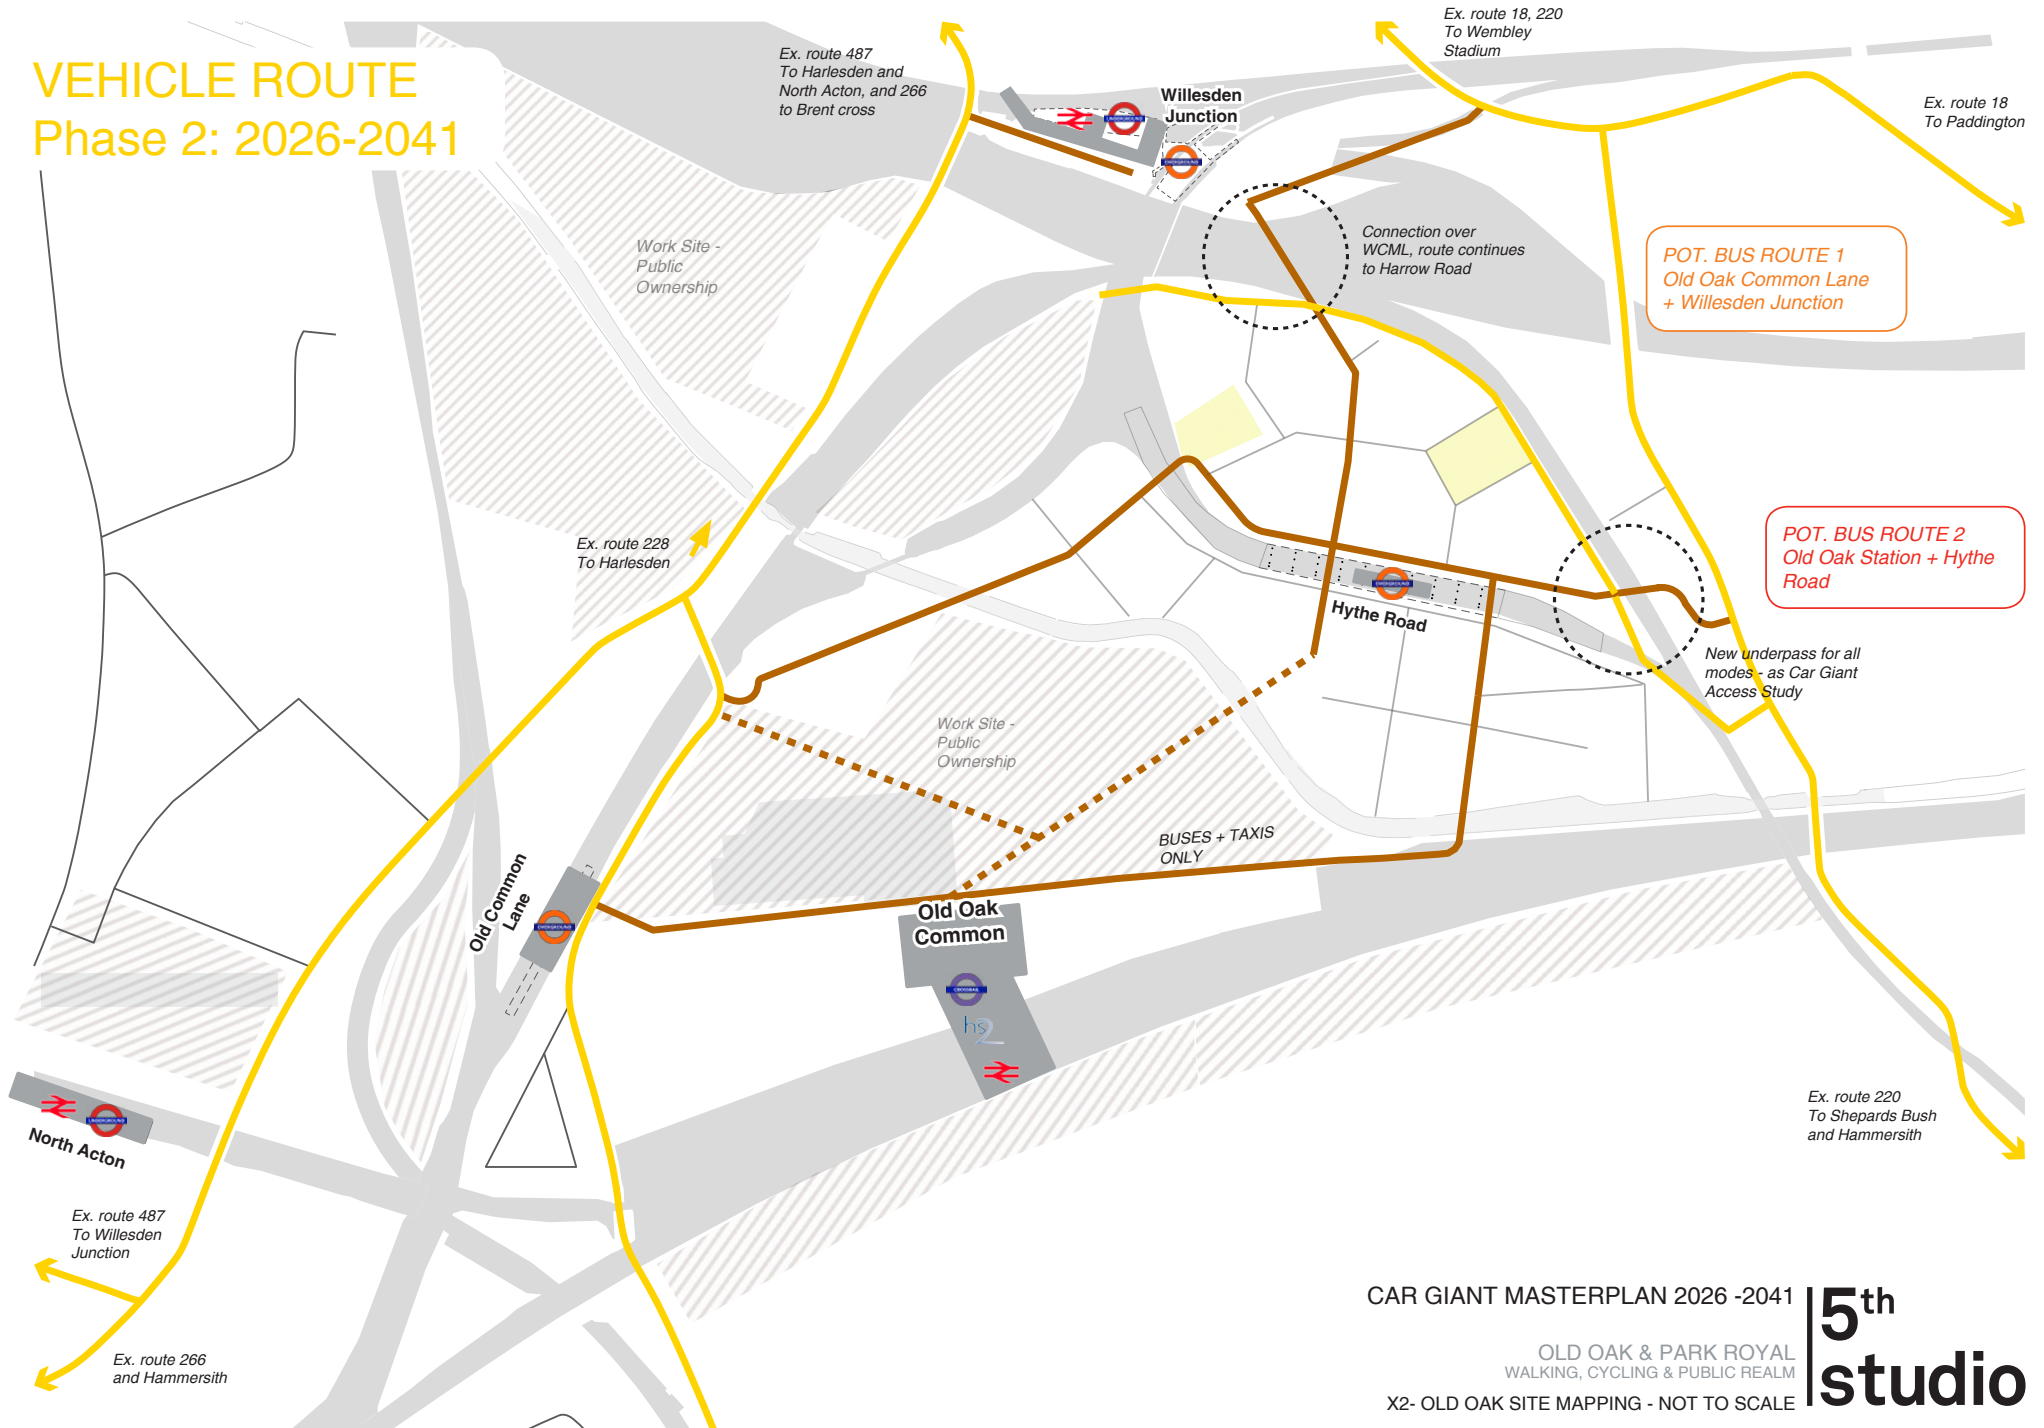 VEHICLE ROUTE
Phase 2: 2026-2041
Ex. route 487
To Harlesden and
North Acton, and 266
to Brent cross
Willesden
Junction
UNDERGROUND
OVERGROUND
Ex. route 18, 220
To Wembley
Stadium
Ex. route 18
To Paddington
Work Site -
Public
Ownership
Connection over
WCML, route continues
to Harrow Road
POT. BUS ROUTE 1
Old Oak Common Lane
+ Willesden Junction
Ex. route 228
To Harlesden
POT. BUS ROUTE 2
Old Oak Station + Hythe
Road
OVERGROUND
Hythe Road
New underpass for all
modes - as Car Giant
Access Study
Work Site -
Public
Ownership
BUSES + TAXIS
ONLY
Old Common
Lane
OVERGROUND
Old Oak
Common
CROSSRAIL
hs2
UNDERGROUND
North Acton
Ex. route 220
To Shepards Bush
and Hammersith
Ex. route 487
To Willesden
Junction
Ex. route 266
and Hammersith
CAR GIANT MASTERPLAN 2026 -2041
OLD OAK & PARK ROYAL
WALKING, CYCLING & PUBLIC REALM
X2- OLD OAK SITE MAPPING - NOT TO SCALE
5th
studio